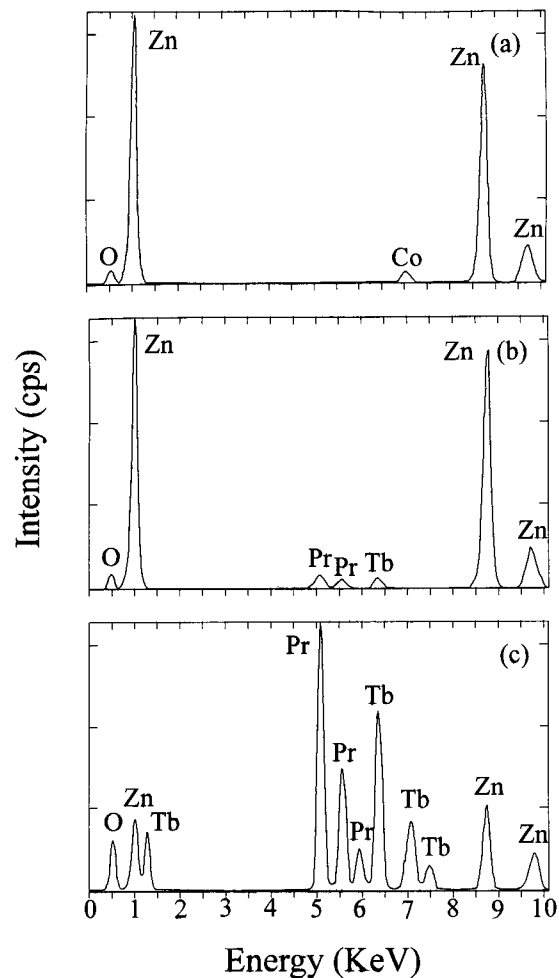 Zn
Zn
(a)
O
Co
Zn
Zn
Zn
(b)
O
Pr
Pr
Tb
Zn
Pr
(c)
Tb
Pr
Zn
O
Tb
Pr
Tb
Tb
Zn
Zn
0 1 2 3 4 5 6 7 8 9 10
Energy (KeV)
Intensity (cps)